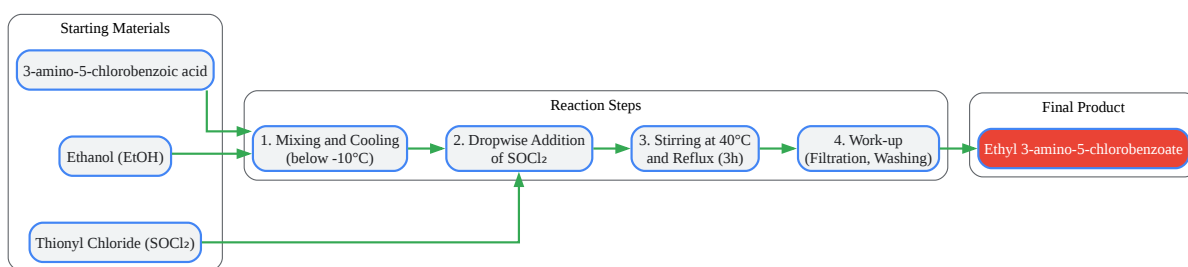 Starting Materials
3-amino-5-chlorobenzoic acid
Ethanol (EtOH)
Thionyl Chloride (SOCl₂)
Reaction Steps
1. Mixing and Cooling
(below -10°C)
2. Dropwise Addition
of SOCl₂
3. Stirring at 40°C
and Reflux (3h)
4. Work-up
(Filtration, Washing)
Final Product
Ethyl 3-amino-5-chlorobenzoate